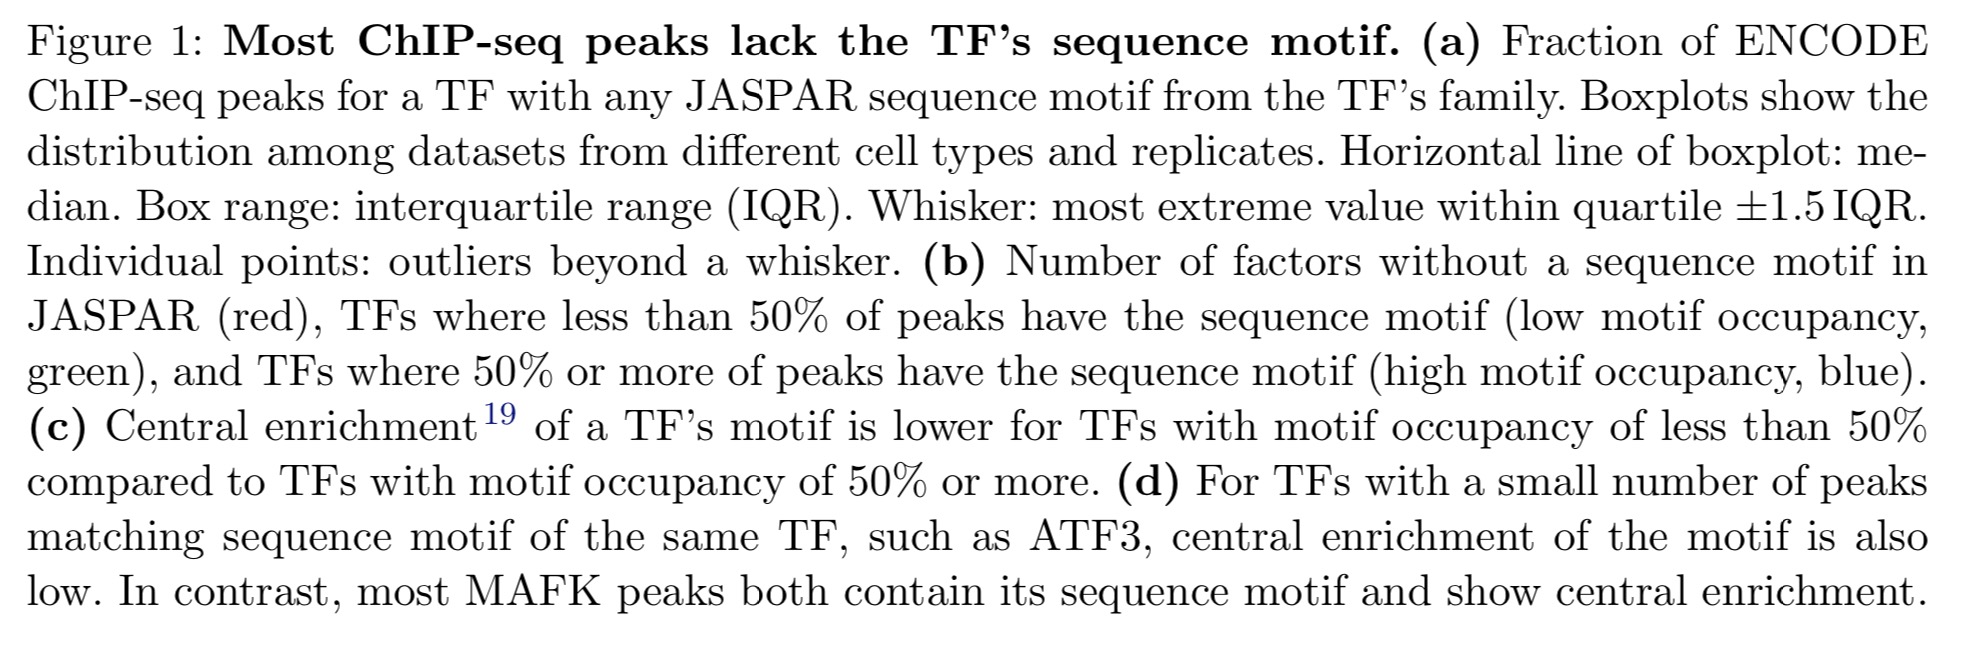 Figure 1: Most ChIP-seq peaks lack the TF's sequence motif. (a) Fraction of ENCODE
ChIP-seq peaks for a TF with any JASPAR sequence motif from the TF's family. Boxplots show the
distribution among datasets from different cell types and replicates. Horizontal line of boxplot: me-
dian. Box range: interquartile range (IQR). Whisker: most extreme value within quartile ±1.5 IQR.
Individual points: outliers beyond a whisker. (b) Number of factors without a sequence motif in
JASPAR (red), TFs where less than 50% of peaks have the sequence motif (low motif occupancy,
green), and TFs where 50% or more of peaks have the sequence motif (high motif occupancy, blue).
(c) Central enrichment19 of a TF's motif is lower for TFs with motif occupancy of less than 50%
compared to TFs with motif occupancy of 50% or more. (d) For TFs with a small number of peaks
matching sequence motif of the same TF, such as ATF3, central enrichment of the motif is also
low. In contrast, most MAFK peaks both contain its sequence motif and show central enrichment.